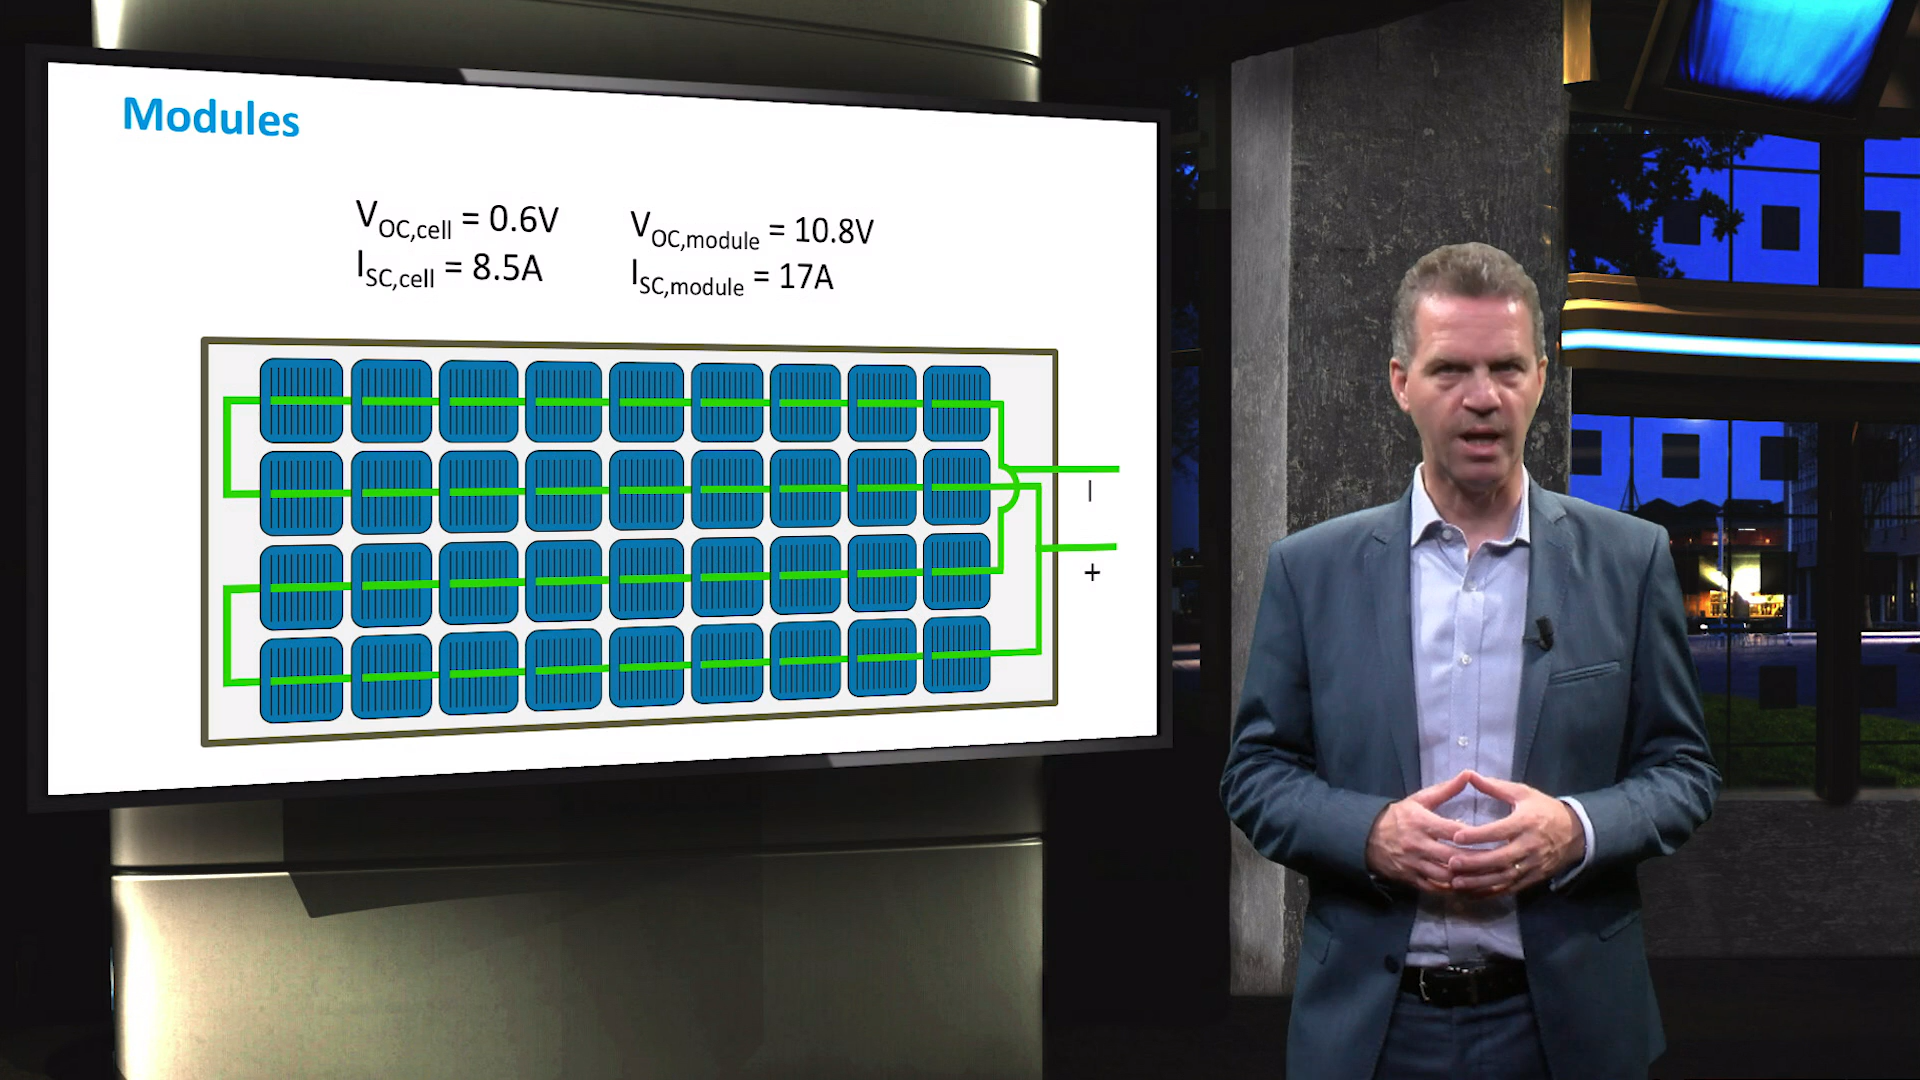 Modules
V_OC,cell = 0.6V
I_SC,cell = 8.5A
V_OC,module = 10.8V
I_SC,module = 17A
–
+